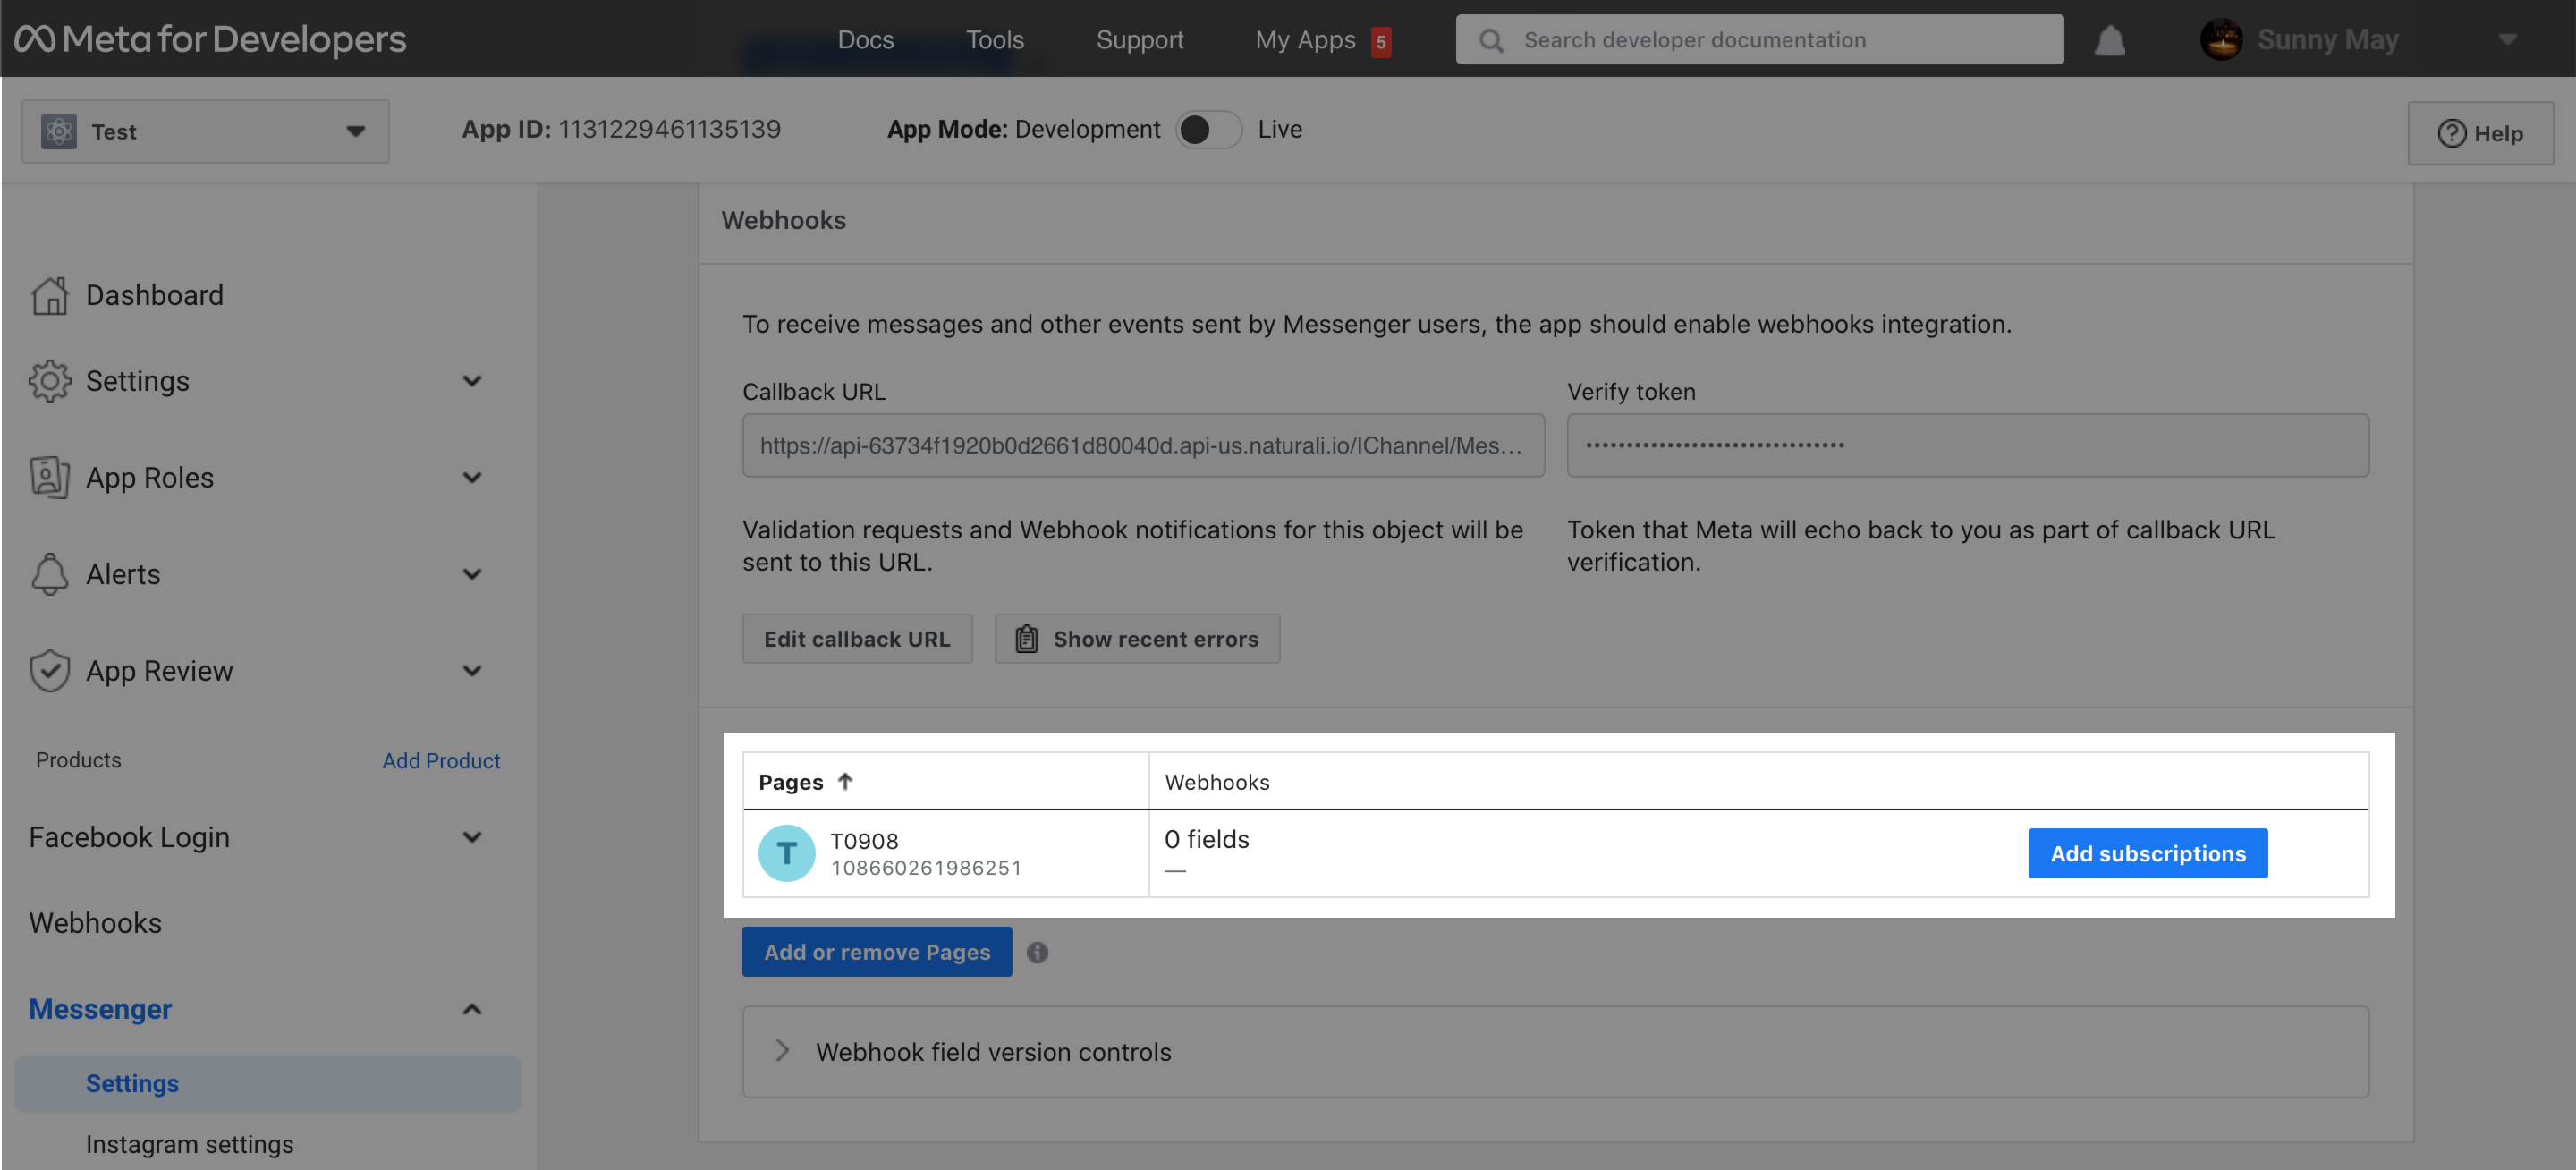 Meta for Developers
Docs
Tools
Support
My Apps 5
Search developer documentation
Sunny May
Test
App ID: 1131229461135139
App Mode: Development
Live
Help
Dashboard
Settings
App Roles
Alerts
App Review
Products
Add Product
Facebook Login
Webhooks
Messenger
Settings
Instagram settings
Webhooks
To receive messages and other events sent by Messenger users, the app should enable webhooks integration.
Callback URL
https://api-63734f1920b0d2661d80040d.api-us.naturali.io/IChannel/Mes...
Validation requests and Webhook notifications for this object will be
sent to this URL.
Verify token
••••••••••••••••••••••••••••••••
Token that Meta will echo back to you as part of callback URL
verification.
Edit callback URL
Show recent errors
Pages ↑
Webhooks
T
T0908
108660261986251
0 fields
—
Add subscriptions
Add or remove Pages
Webhook field version controls